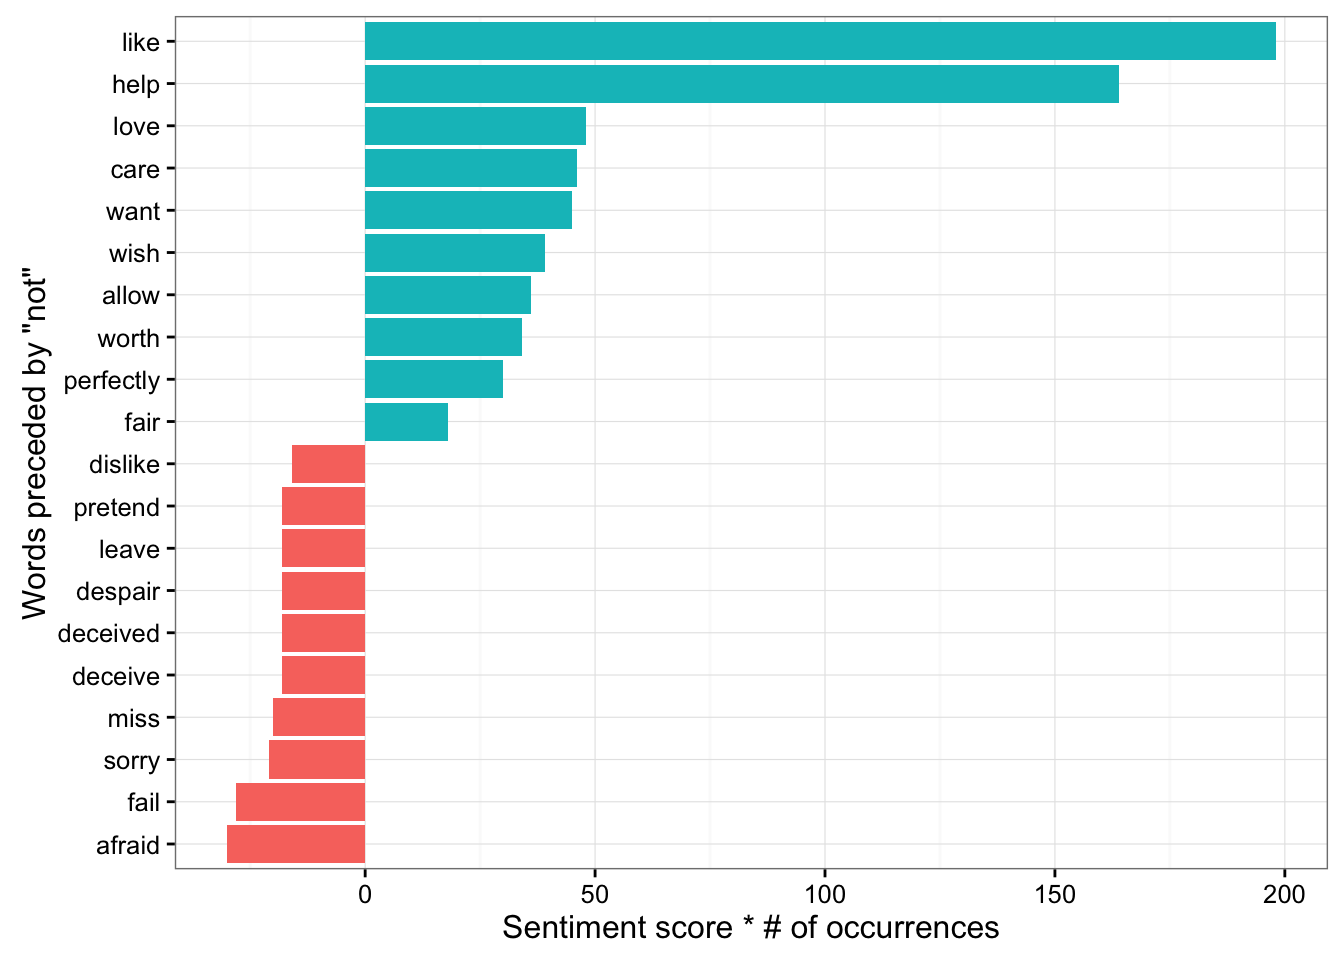 like
help
love
care
want
wish
allow
worth
perfectly
fair
dislike
pretend
leave
despair
deceived
deceive
miss
sorry
fail
afraid
Words preceded by "not"
0 50 100 150 200
Sentiment score * # of occurrences